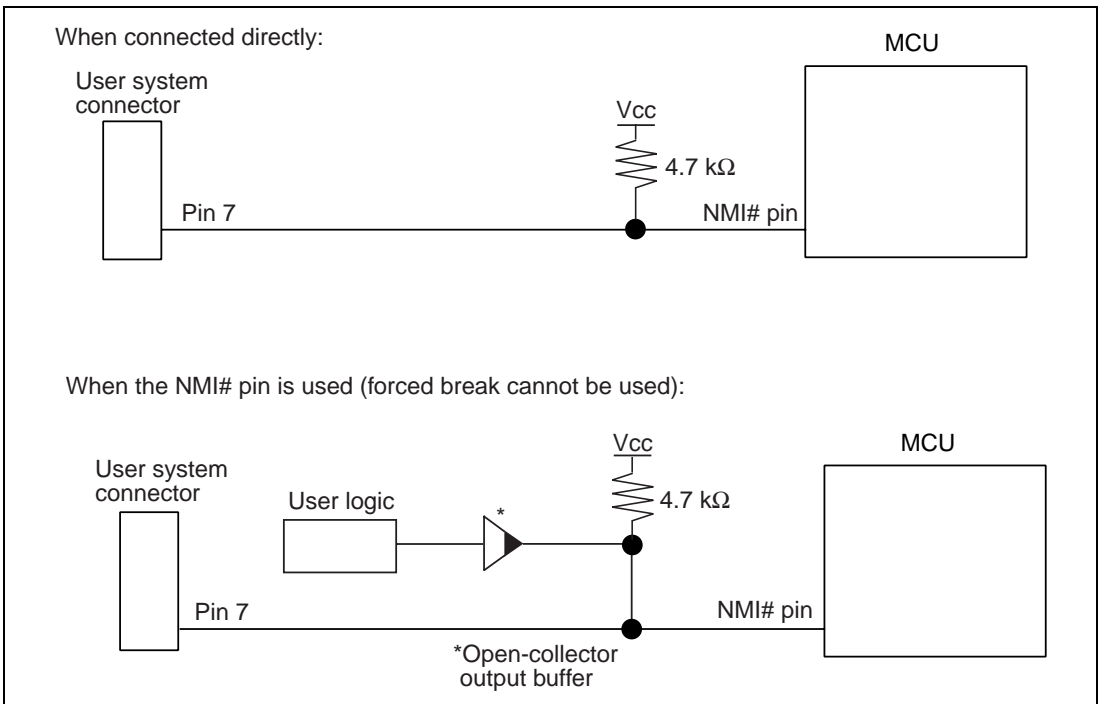 When connected directly:
MCU
User system
connector
Vcc
4.7 kΩ
Pin 7
NMI# pin
When the NMI# pin is used (forced break cannot be used):
Vcc
MCU
User system
connector
User logic
*
4.7 kΩ
Pin 7
NMI# pin
*Open-collector
output buffer